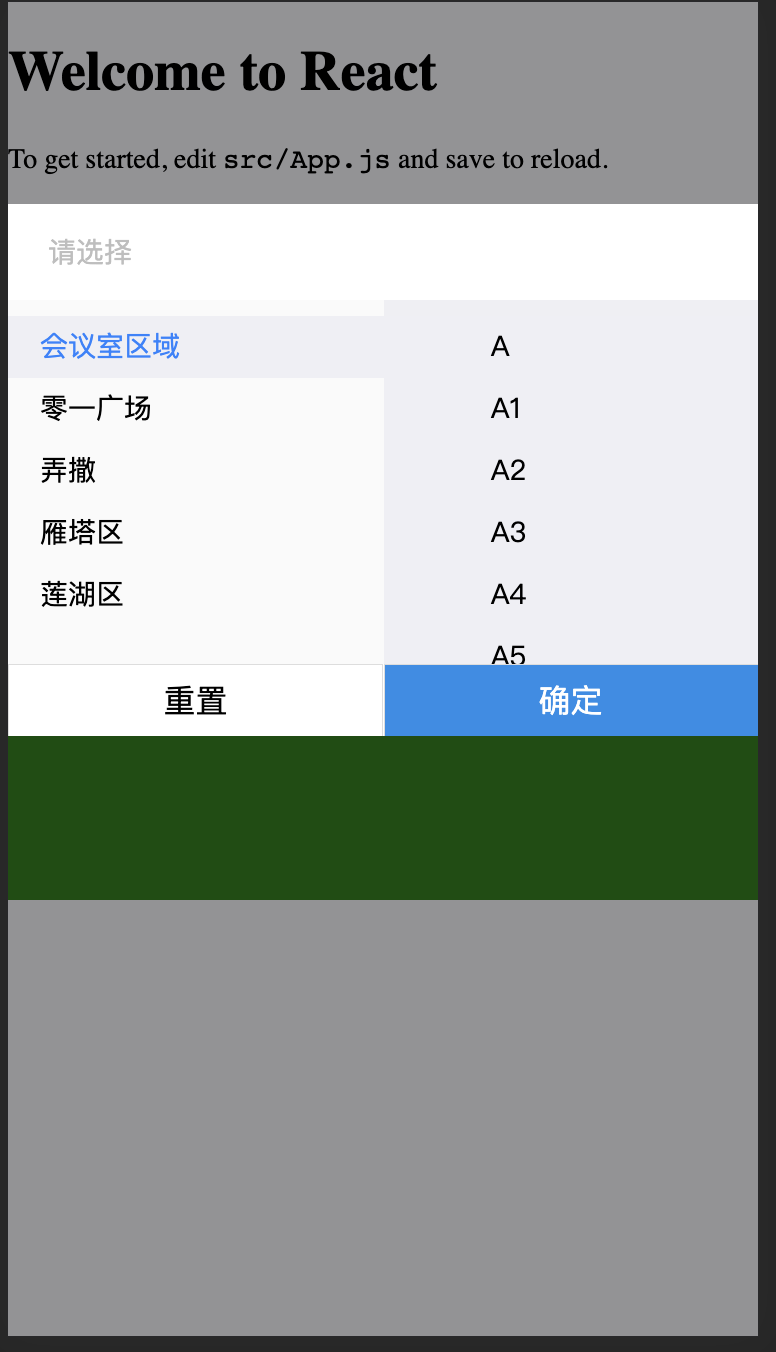 Welcome to React
To get started, edit src/App.js and save to reload.
请选择
会议室区域
零一广场
弄撒
雁塔区
莲湖区
A
A1
A2
A3
A4
A5
重置
确定